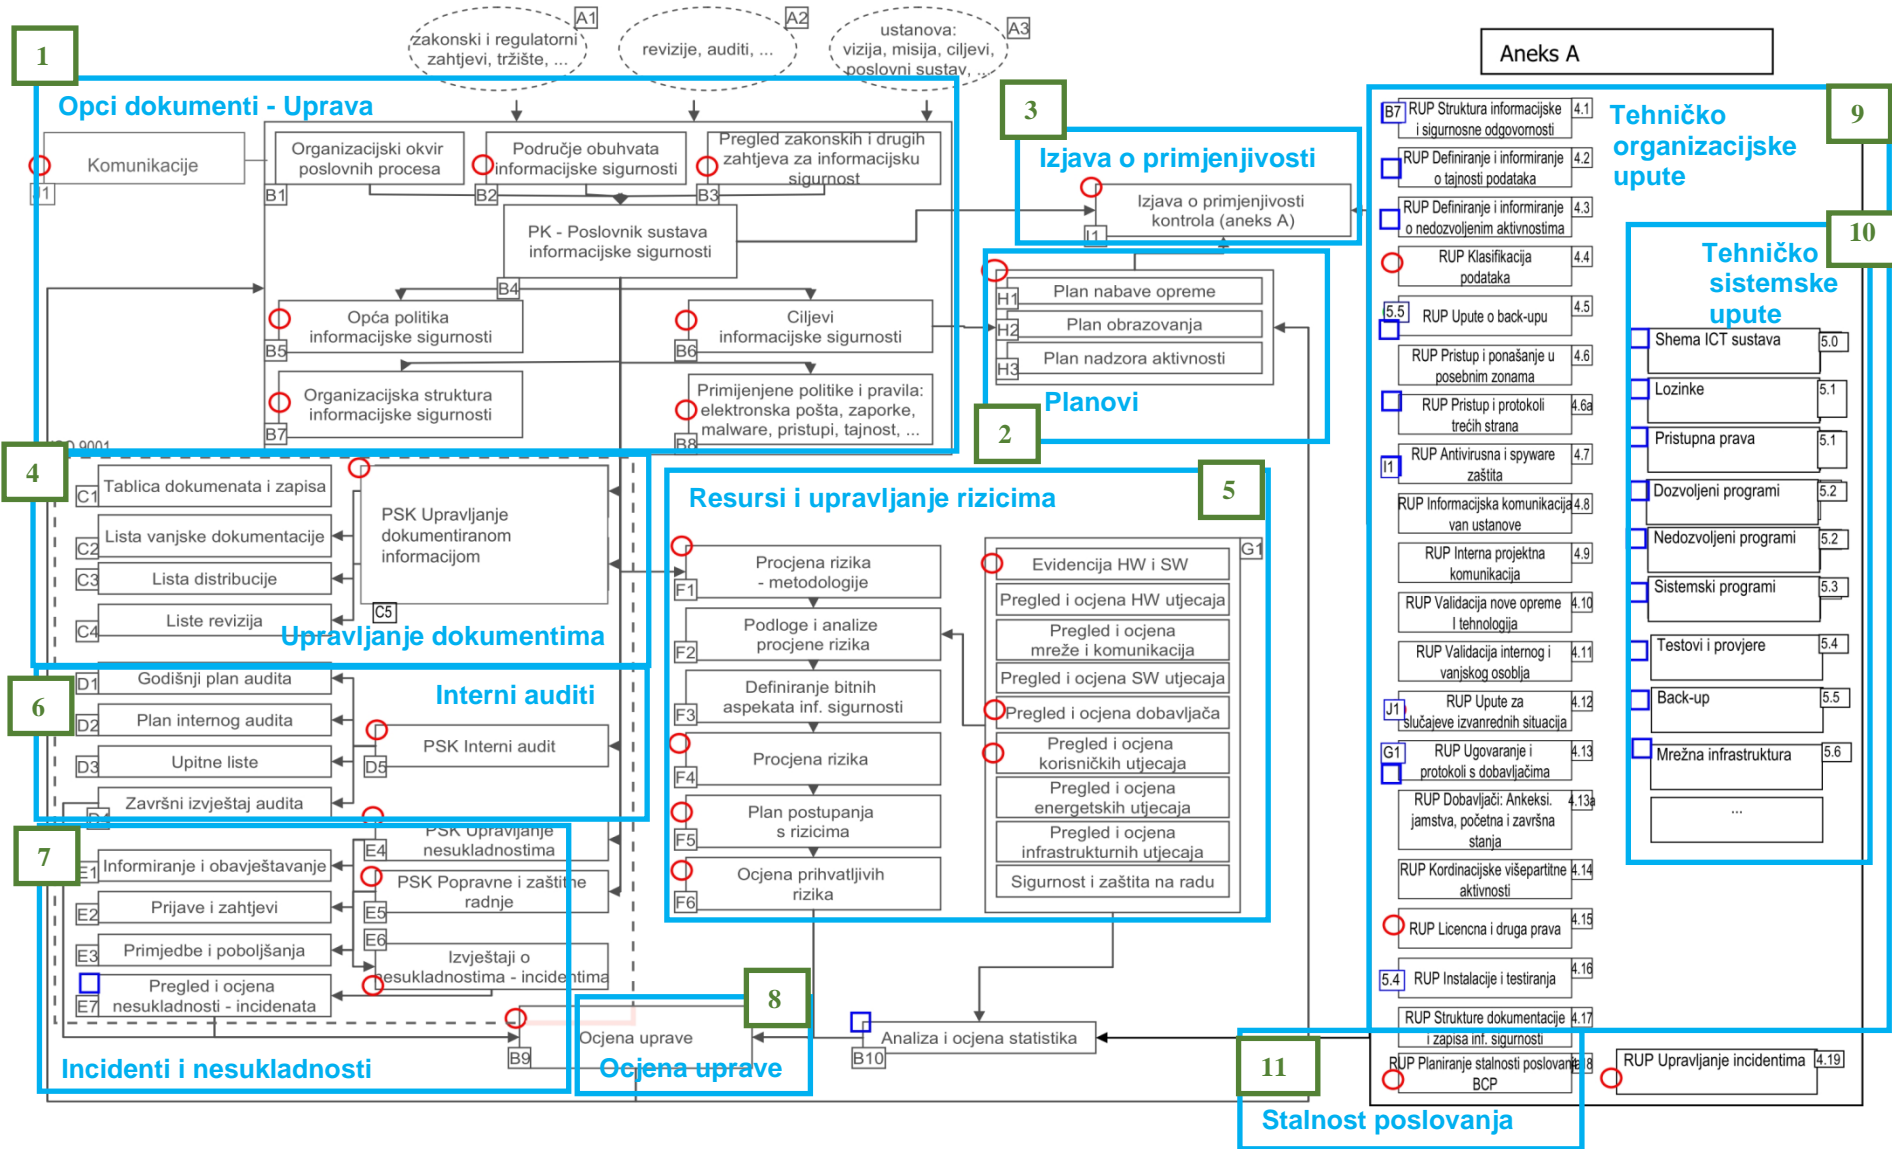 A1
zakonski i regulatorni
zahtjevi, tržište, ...
A2
revizije, auditi, ...
A3
ustanova:
vizija, misija, ciljevi,
poslovni sustav, ...
1
Opci dokumenti - Uprava
Komunikacije
J1
Organizacijski okvir
poslovnih procesa
B1
Područje obuhvata
informacijske sigurnosti
B2
Pregled zakonskih i drugih
zahtjeva za informacijsku
sigurnost
B3
PK - Poslovnik sustava
informacijske sigurnosti
B4
Opća politika
informacijske sigurnosti
B5
Ciljevi
informacijske sigurnosti
B6
Organizacijska struktura
informacijske sigurnosti
B7
Primijenjene politike i pravila:
elektronska pošta, zaporke,
malware, pristupi, tajnost, ...
B8
3
Izjava o primjenjivosti
Izjava o primjenjivosti
kontrola (aneks A)
I1
H1
Plan nabave opreme
H2
Plan obrazovanja
H3
Plan nadzora aktivnosti
Planovi
2
ISO 9001
4
C1
Tablica dokumenata i zapisa
C2
Lista vanjske dokumentacije
C3
Lista distribucije
C4
Liste revizija
PSK Upravljanje
dokumentiranom
informacijom
C5
Upravljanje dokumentima
6
Interni auditi
D1
Godišnji plan audita
D2
Plan internog audita
D3
Upitne liste
D4
Završni izvještaj audita
PSK Interni audit
D5
7
E1
Informiranje i obavještavanje
E2
Prijave i zahtjevi
E3
Primjedbe i poboljšanja
E7
Pregled i ocjena
nesukladnosti - incidenata
PSK Upravljanje
nesukladnostima
E4
PSK Popravne i zaštitne
radnje
E5
E6
Izvještaji o
nesukladnostima - incidentima
Incidenti i nesukladnosti
5
Resursi i upravljanje rizicima
Procjena rizika
- metodologije
F1
Podloge i analize
procjene rizika
F2
Definiranje bitnih
aspekata inf. sigurnosti
F3
Procjena rizika
F4
Plan postupanja
s rizicima
F5
Ocjena prihvatljivih
rizika
F6
G1
Evidencija HW i SW
Pregled i ocjena HW utjecaja
Pregled i ocjena
mreže i komunikacija
Pregled i ocjena SW utjecaja
Pregled i ocjena dobavljača
Pregled i ocjena
korisničkih utjecaja
Pregled i ocjena
energetskih utjecaja
Pregled i ocjena
infrastrukturnih utjecaja
Sigurnost i zaštita na radu
8
B9
Ocjena uprave
Ocjena uprave
Analiza i ocjena statistika
B10
Aneks A
9
Tehničko
organizacijske
upute
B7
RUP Struktura informacijske
i sigurnosne odgovornosti
4.1
RUP Definiranje i informiranje
o tajnosti podataka
4.2
RUP Definiranje i informiranje
o nedozvoljenim aktivnostima
4.3
RUP Klasifikacija
podataka
4.4
5.5
RUP Upute o back-upu
4.5
RUP Pristup i ponašanje u
posebnim zonama
4.6
RUP Pristup i protokoli
trećih strana
4.6a
I1
RUP Antivirusna i spyware
zaštita
4.7
RUP Informacijska komunikacija
van ustanove
4.8
RUP Interna projektna
komunikacija
4.9
RUP Validacija nove opreme
I tehnologija
4.10
RUP Validacija internog i
vanjskog osoblja
4.11
J1
RUP Upute za
slučajeve izvanrednih situacija
4.12
G1
RUP Ugovaranje i
protokoli s dobavljačima
4.13
RUP Dobavljači: Ankeksi.
jamstva, početna i završna
stanja
4.13a
RUP Kordinacijske višepartitne
aktivnosti
4.14
RUP Licencna i druga prava
4.15
5.4
RUP Instalacije i testiranja
4.16
RUP Strukture dokumentacije
i zapisa inf. sigurnosti
4.17
RUP Planiranje stalnosti poslovanja
BCP
4.18
RUP Upravljanje incidentima
4.19
10
Tehničko
sistemske
upute
Shema ICT sustava
5.0
Lozinke
5.1
Pristupna prava
5.1
Dozvoljeni programi
5.2
Nedozvoljeni programi
5.2
Sistemski programi
5.3
Testovi i provjere
5.4
Back-up
5.5
Mrežna infrastruktura
5.6
...
11
Stalnost poslovanja